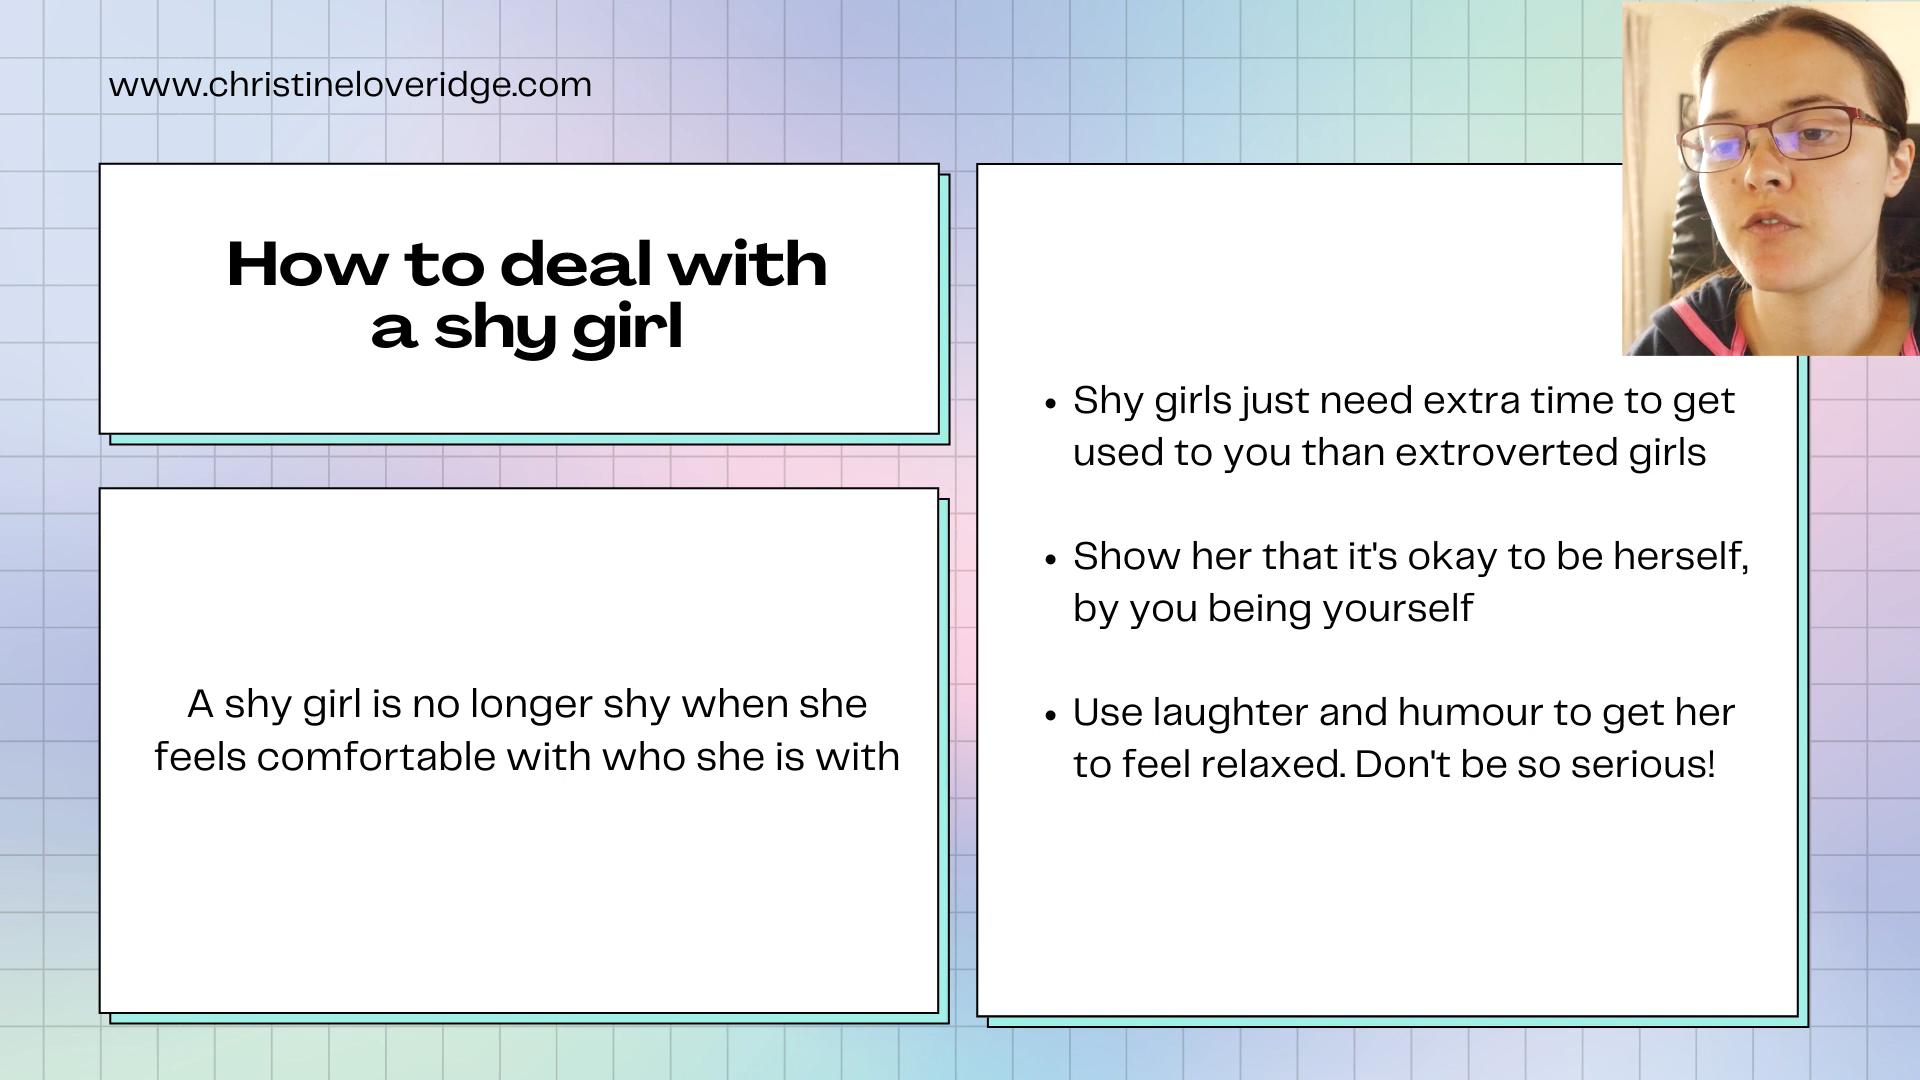 www.christineloveridge.com
How to deal with
a shy girl
A shy girl is no longer shy when she
feels comfortable with who she is with
• Shy girls just need extra time to get
used to you than extroverted girls
• Show her that it's okay to be herself,
by you being yourself
• Use laughter and humour to get her
to feel relaxed. Don't be so serious!